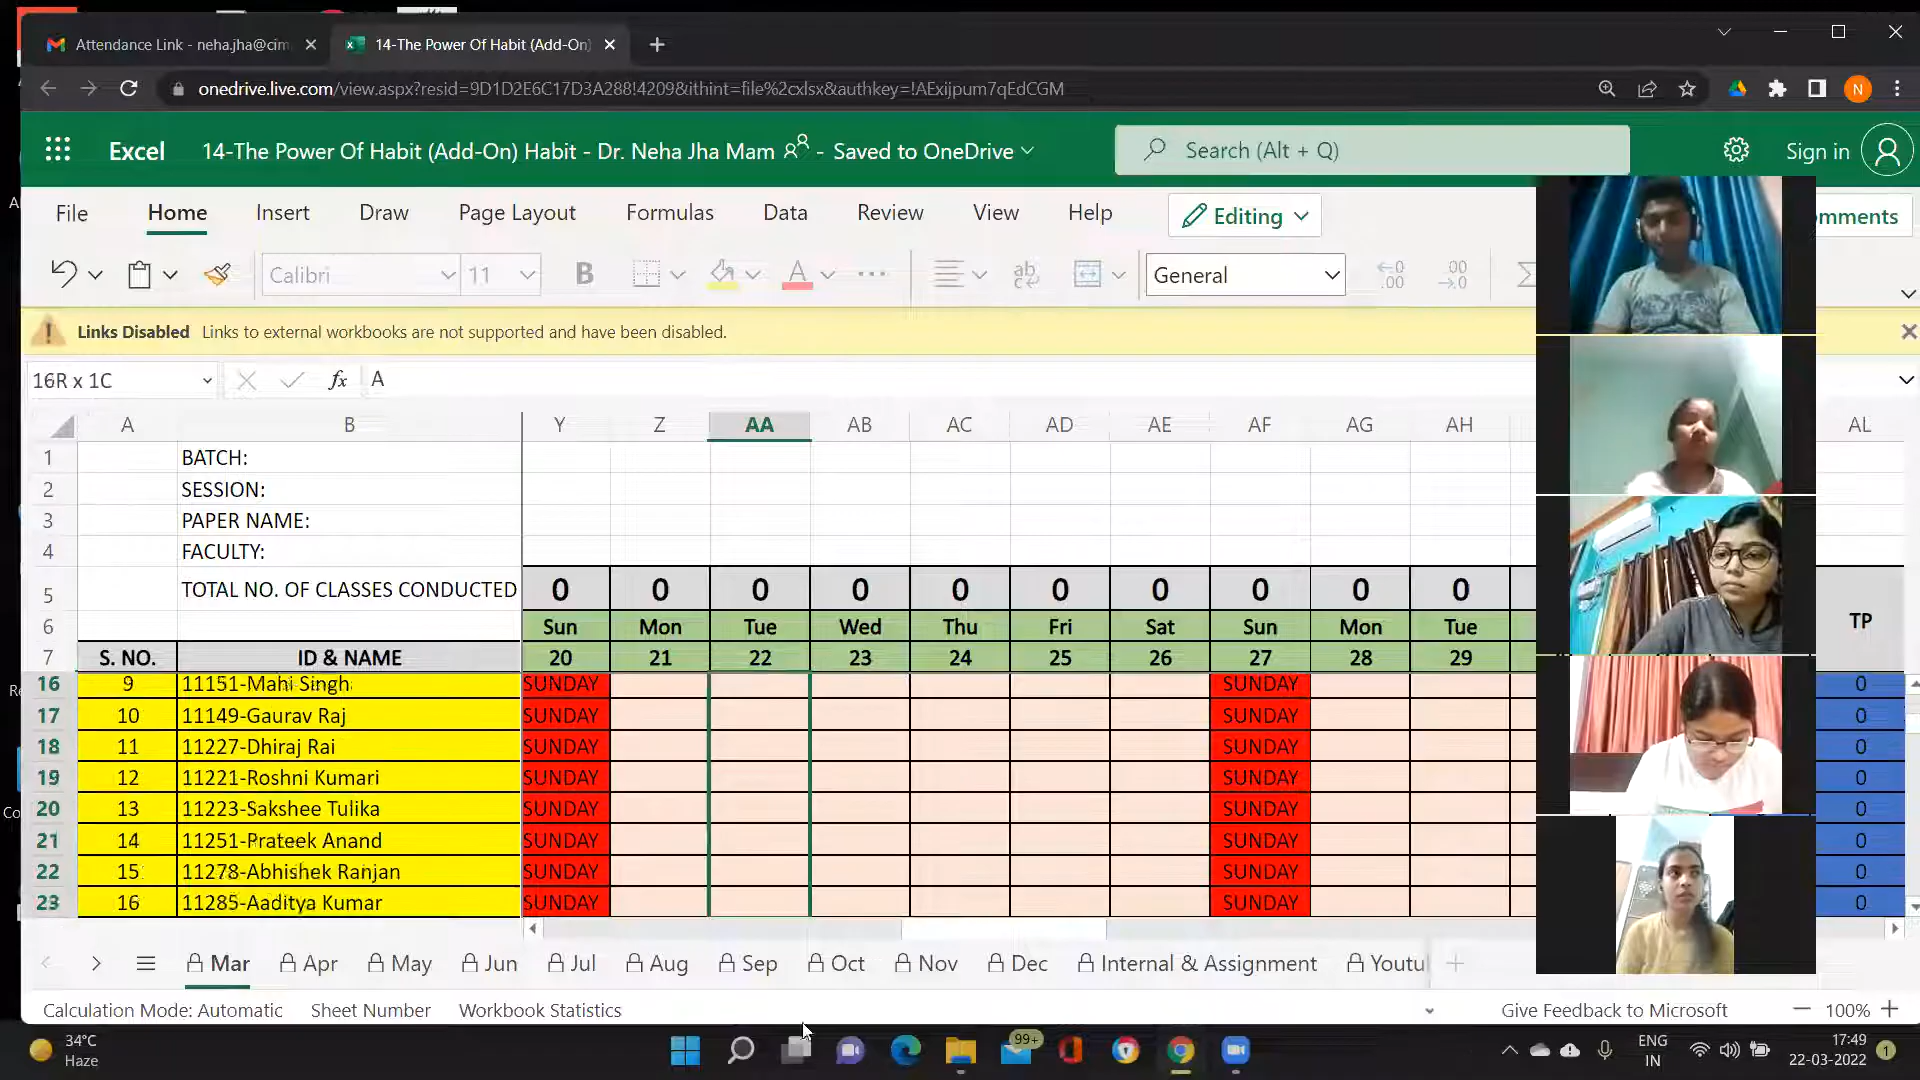 Attendance Link - neha.jha@cim
14-The Power Of Habit (Add-On)
onedrive.live.com/view.aspx?resid=9D1D2E6C17D3A288!4209&ithint=file%2cxlsx&authkey=!AExijpum7qEdCGM
N
Excel 14-The Power Of Habit (Add-On) Habit - Dr. Neha Jha Mam - Saved to OneDrive Search (Alt + Q) Sign in
File Home Insert Draw Page Layout Formulas Data Review View Help Editing omments
Calibri 11 B A ab General
Links Disabled Links to external workbooks are not supported and have been disabled.
16R x 1C fx A
A B Y Z AA AB AC AD AE AF AG AH AL
1 BATCH:
2 SESSION:
3 PAPER NAME:
4 FACULTY:
5 TOTAL NO. OF CLASSES CONDUCTED 0 0 0 0 0 0 0 0 0 0
6 Sun Mon Tue Wed Thu Fri Sat Sun Mon Tue TP
7 S. NO. ID & NAME 20 21 22 23 24 25 26 27 28 29
16 9 11151-Mahi Singh SUNDAY SUNDAY 0
17 10 11149-Gaurav Raj SUNDAY SUNDAY 0
18 11 11227-Dhiraj Rai SUNDAY SUNDAY 0
19 12 11221-Roshni Kumari SUNDAY SUNDAY 0
20 13 11223-Sakshee Tulika SUNDAY SUNDAY 0
21 14 11251-Prateek Anand SUNDAY SUNDAY 0
22 15 11278-Abhishek Ranjan SUNDAY SUNDAY 0
23 16 11285-Aaditya Kumar SUNDAY SUNDAY 0
Mar Apr May Jun Jul Aug Sep Oct Nov Dec Internal & Assignment Youtu
Calculation Mode: Automatic Sheet Number Workbook Statistics Give Feedback to Microsoft 100%
34°C
Haze
99+
ENG
IN
17:49
22-03-2022
1